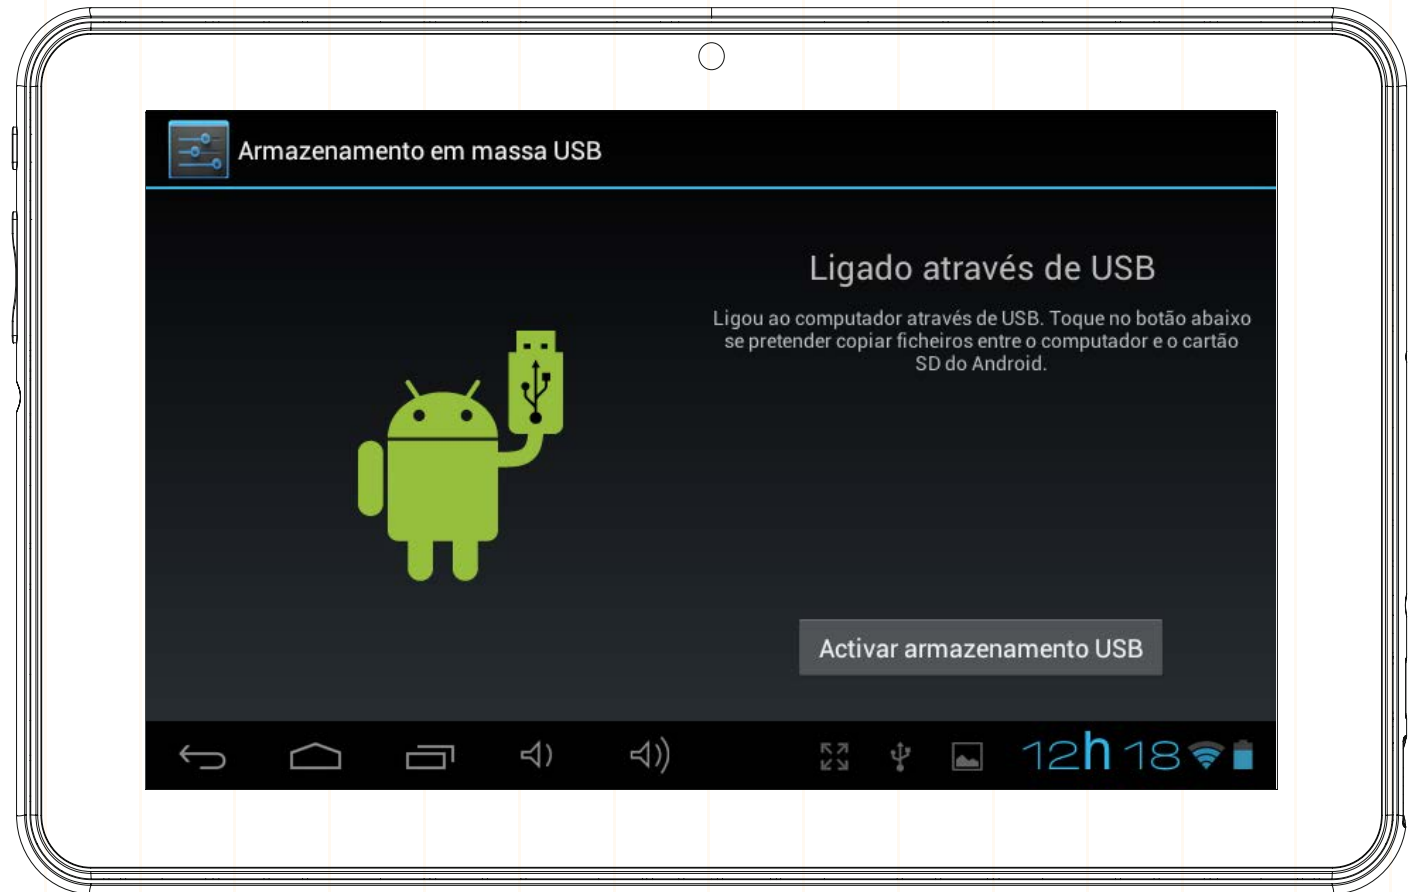 Armazenamento em massa USB
Ligado através de USB
Ligou ao computador através de USB. Toque no botão abaixo
se pretender copiar ficheiros entre o computador e o cartão
SD do Android.
Activar armazenamento USB
12h18